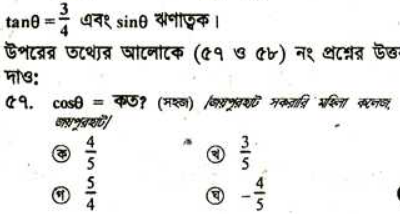 tanθ = 3/4 এবং sinθ ঋণাত্মক।
উপরের তথ্যের আলোকে (৫৭ ও ৫৮) নং প্রশ্নের উত্ত
দাও:
৫৭. cosθ = কত? (সহজ) [জয়পুরহাট সরকারি মহিলা কলেজ,
জয়পুরহাট]
ক 4/5 খ 3/5
গ 5/4 ঘ -4/5